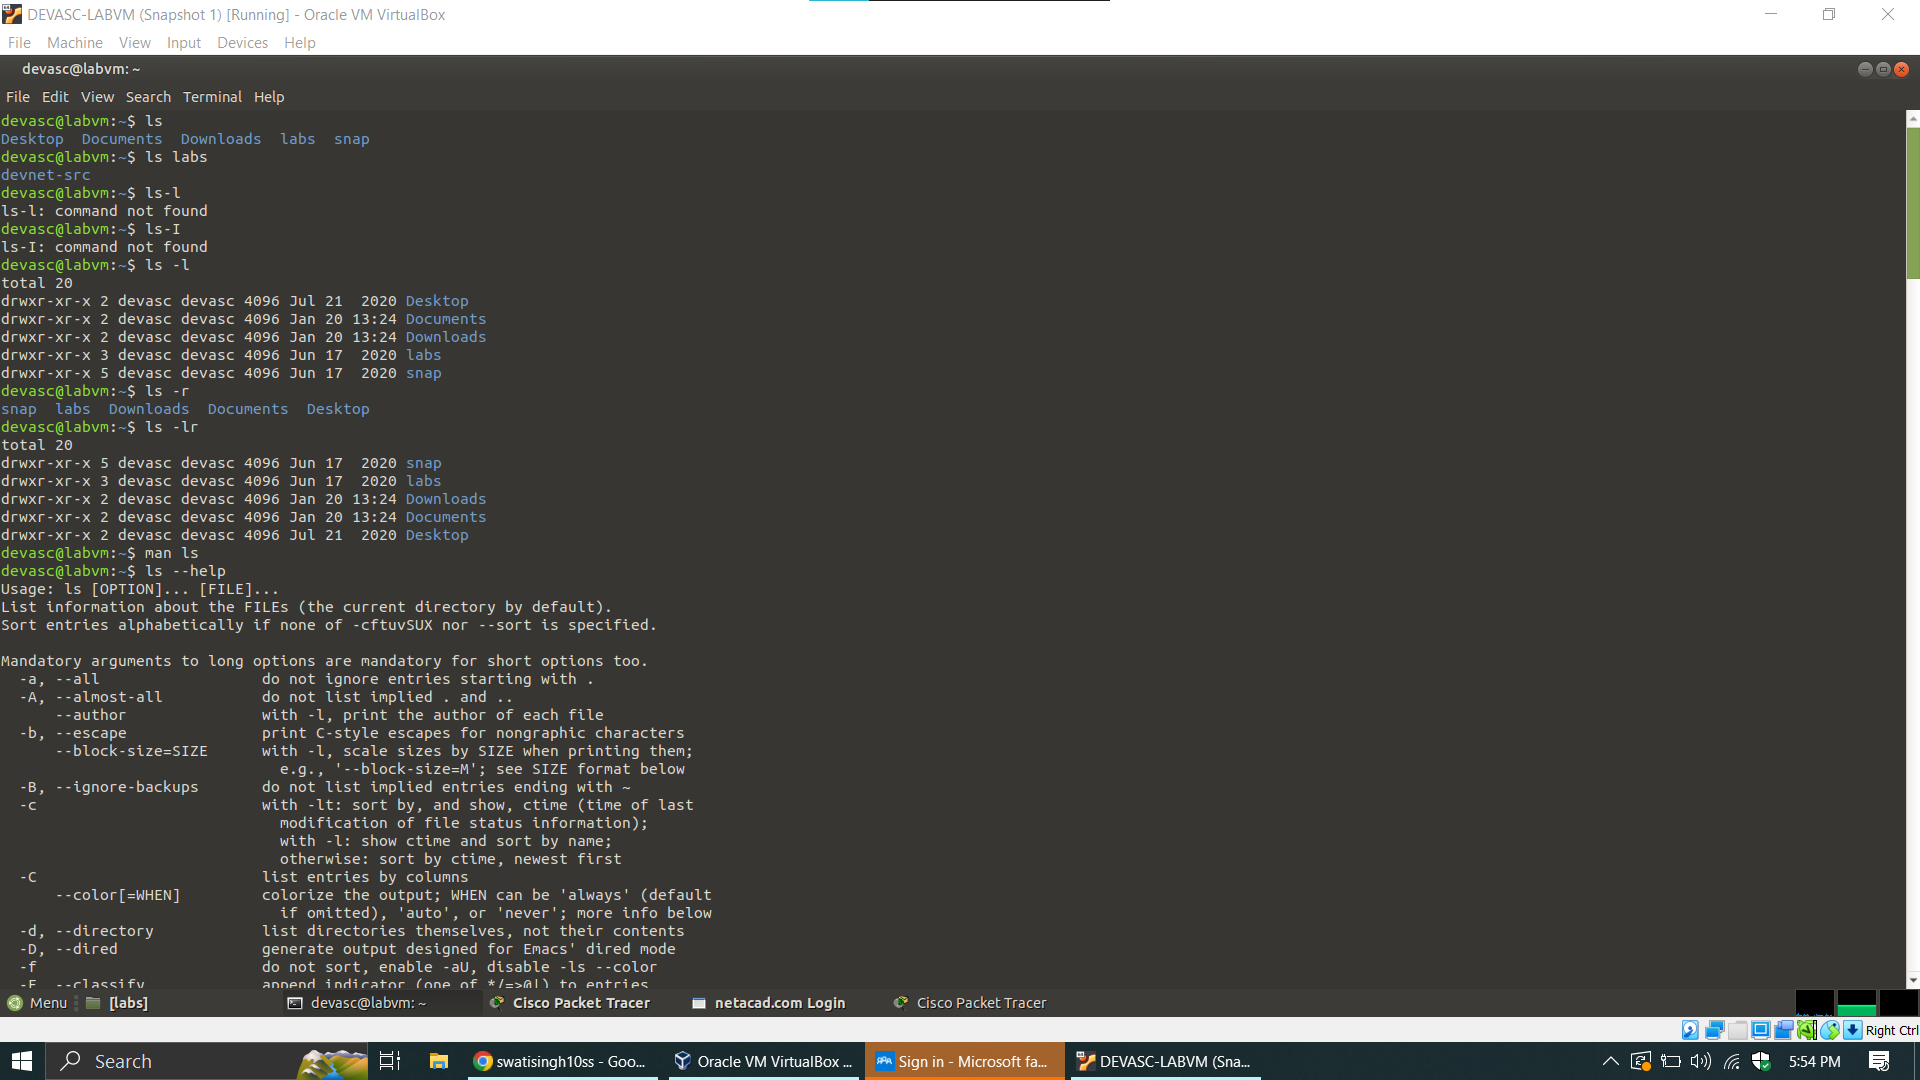 DEVASC-LABVM (Snapshot 1) [Running] - Oracle VM VirtualBox
File Machine View Input Devices Help
devasc@labvm: ~
File Edit View Search Terminal Help
devasc@labvm:~$ ls
Desktop  Documents  Downloads  labs  snap
devasc@labvm:~$ ls labs
devnet-src
devasc@labvm:~$ ls-l
ls-l: command not found
devasc@labvm:~$ ls-I
ls-I: command not found
devasc@labvm:~$ ls -l
total 20
drwxr-xr-x 2 devasc devasc 4096 Jul 21  2020 Desktop
drwxr-xr-x 2 devasc devasc 4096 Jan 20 13:24 Documents
drwxr-xr-x 2 devasc devasc 4096 Jan 20 13:24 Downloads
drwxr-xr-x 3 devasc devasc 4096 Jun 17  2020 labs
drwxr-xr-x 5 devasc devasc 4096 Jun 17  2020 snap
devasc@labvm:~$ ls -r
snap  labs  Downloads  Documents  Desktop
devasc@labvm:~$ ls -lr
total 20
drwxr-xr-x 5 devasc devasc 4096 Jun 17  2020 snap
drwxr-xr-x 3 devasc devasc 4096 Jun 17  2020 labs
drwxr-xr-x 2 devasc devasc 4096 Jan 20 13:24 Downloads
drwxr-xr-x 2 devasc devasc 4096 Jan 20 13:24 Documents
drwxr-xr-x 2 devasc devasc 4096 Jul 21  2020 Desktop
devasc@labvm:~$ man ls
devasc@labvm:~$ ls --help
Usage: ls [OPTION]... [FILE]...
List information about the FILEs (the current directory by default).
Sort entries alphabetically if none of -cftuvSUX nor --sort is specified.

Mandatory arguments to long options are mandatory for short options too.
  -a, --all                  do not ignore entries starting with .
  -A, --almost-all           do not list implied . and ..
      --author               with -l, print the author of each file
  -b, --escape               print C-style escapes for nongraphic characters
      --block-size=SIZE      with -l, scale sizes by SIZE when printing them;
                               e.g., '--block-size=M'; see SIZE format below
  -B, --ignore-backups       do not list implied entries ending with ~
  -c                         with -lt: sort by, and show, ctime (time of last
                               modification of file status information);
                               with -l: show ctime and sort by name;
                               otherwise: sort by ctime, newest first
  -C                         list entries by columns
      --color[=WHEN]         colorize the output; WHEN can be 'always' (default
                               if omitted), 'auto', or 'never'; more info below
  -d, --directory            list directories themselves, not their contents
  -D, --dired                generate output designed for Emacs' dired mode
  -f                         do not sort, enable -aU, disable -ls --color
  -F, --classify             append indicator (one of */=>@|) to entries
Menu [labs] devasc@labvm: ~ Cisco Packet Tracer netacad.com Login Cisco Packet Tracer
Right Ctrl
Search swatisingh10ss - Goo... Oracle VM VirtualBox ... Sign in - Microsoft fa... DEVASC-LABVM (Sna... 5:54 PM